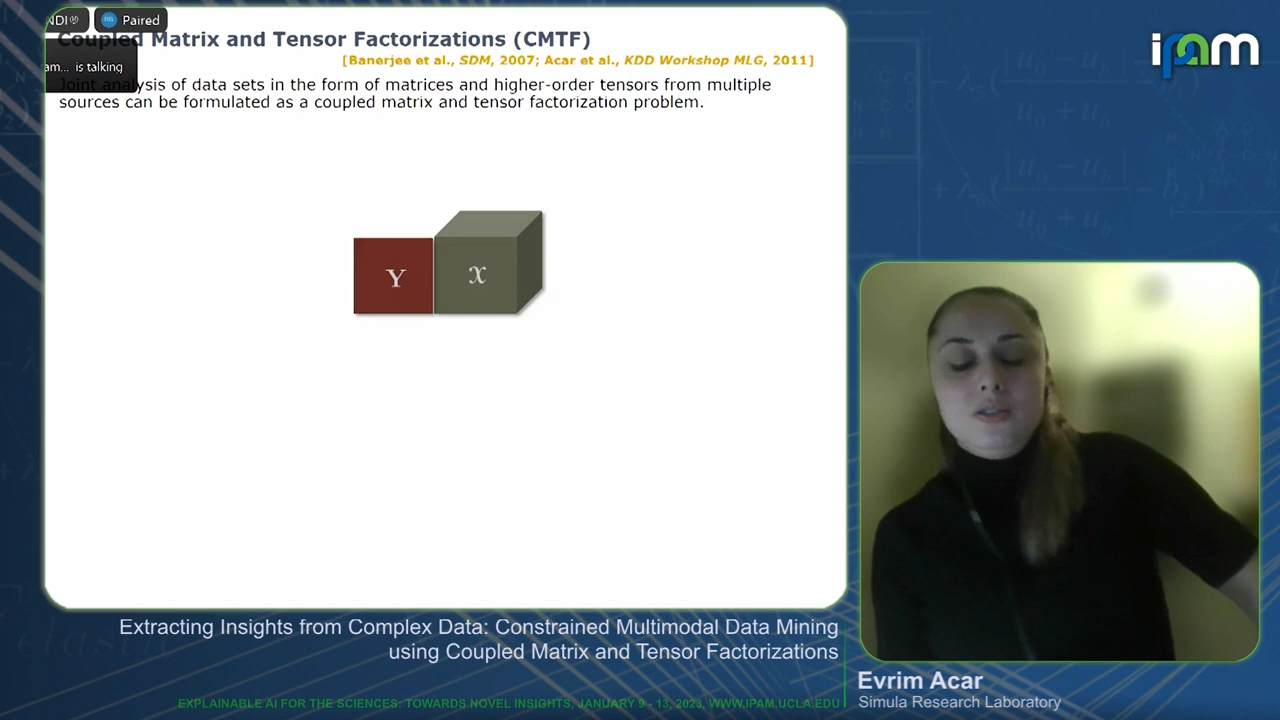 NDI
Paired
Coupled Matrix and Tensor Factorizations (CMTF)
am... is talking
[Banerjee et al., SDM, 2007; Acar et al., KDD Workshop MLG, 2011]
Joint analysis of data sets in the form of matrices and higher-order tensors from multiple
sources can be formulated as a coupled matrix and tensor factorization problem.
Y
X
ipam
Extracting Insights from Complex Data: Constrained Multimodal Data Mining
using Coupled Matrix and Tensor Factorizations
Evrim Acar
Simula Research Laboratory
EXPLAINABLE AI FOR THE SCIENCES: TOWARDS NOVEL INSIGHTS, JANUARY 9 - 13, 2023, WWW.IPAM.UCLA.EDU